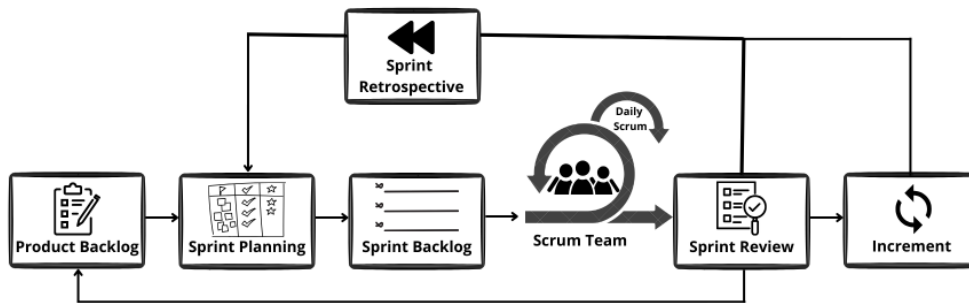 Sprint
Retrospective
Daily
Scrum
Product Backlog
Sprint Planning
Sprint Backlog
Scrum Team
Sprint Review
Increment